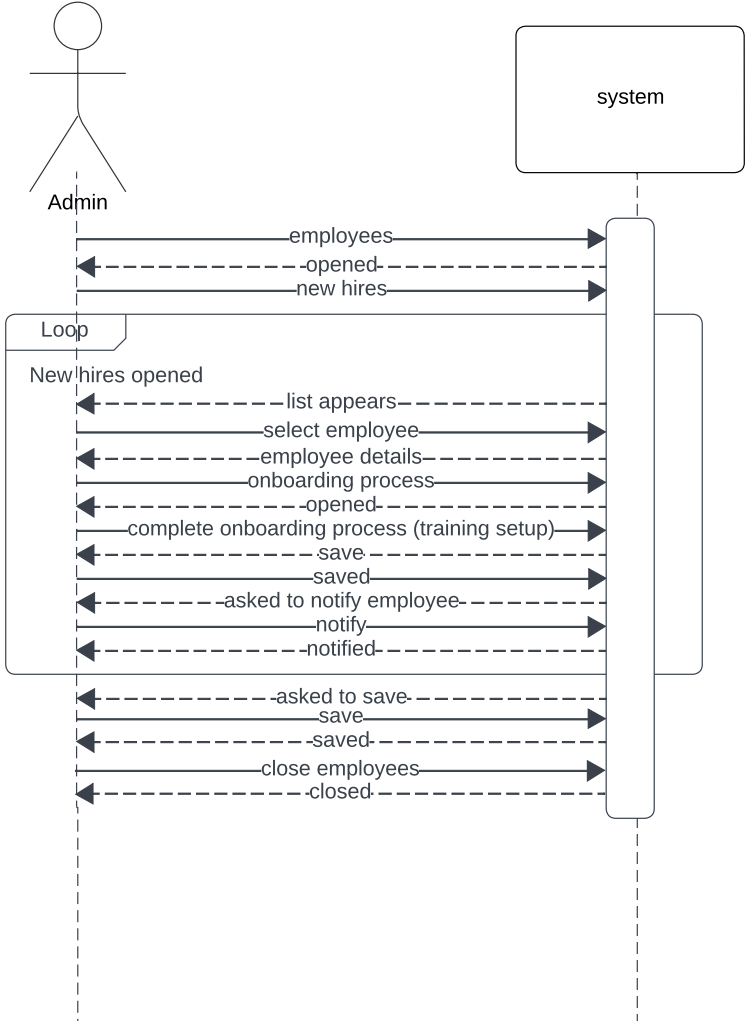 system
Admin
employees
opened
new hires
Loop
New hires opened
list appears
select employee
employee details
onboarding process
opened
complete onboarding process (training setup)
save
saved
asked to notify employee
notify
notified
asked to save
save
saved
close employees
closed